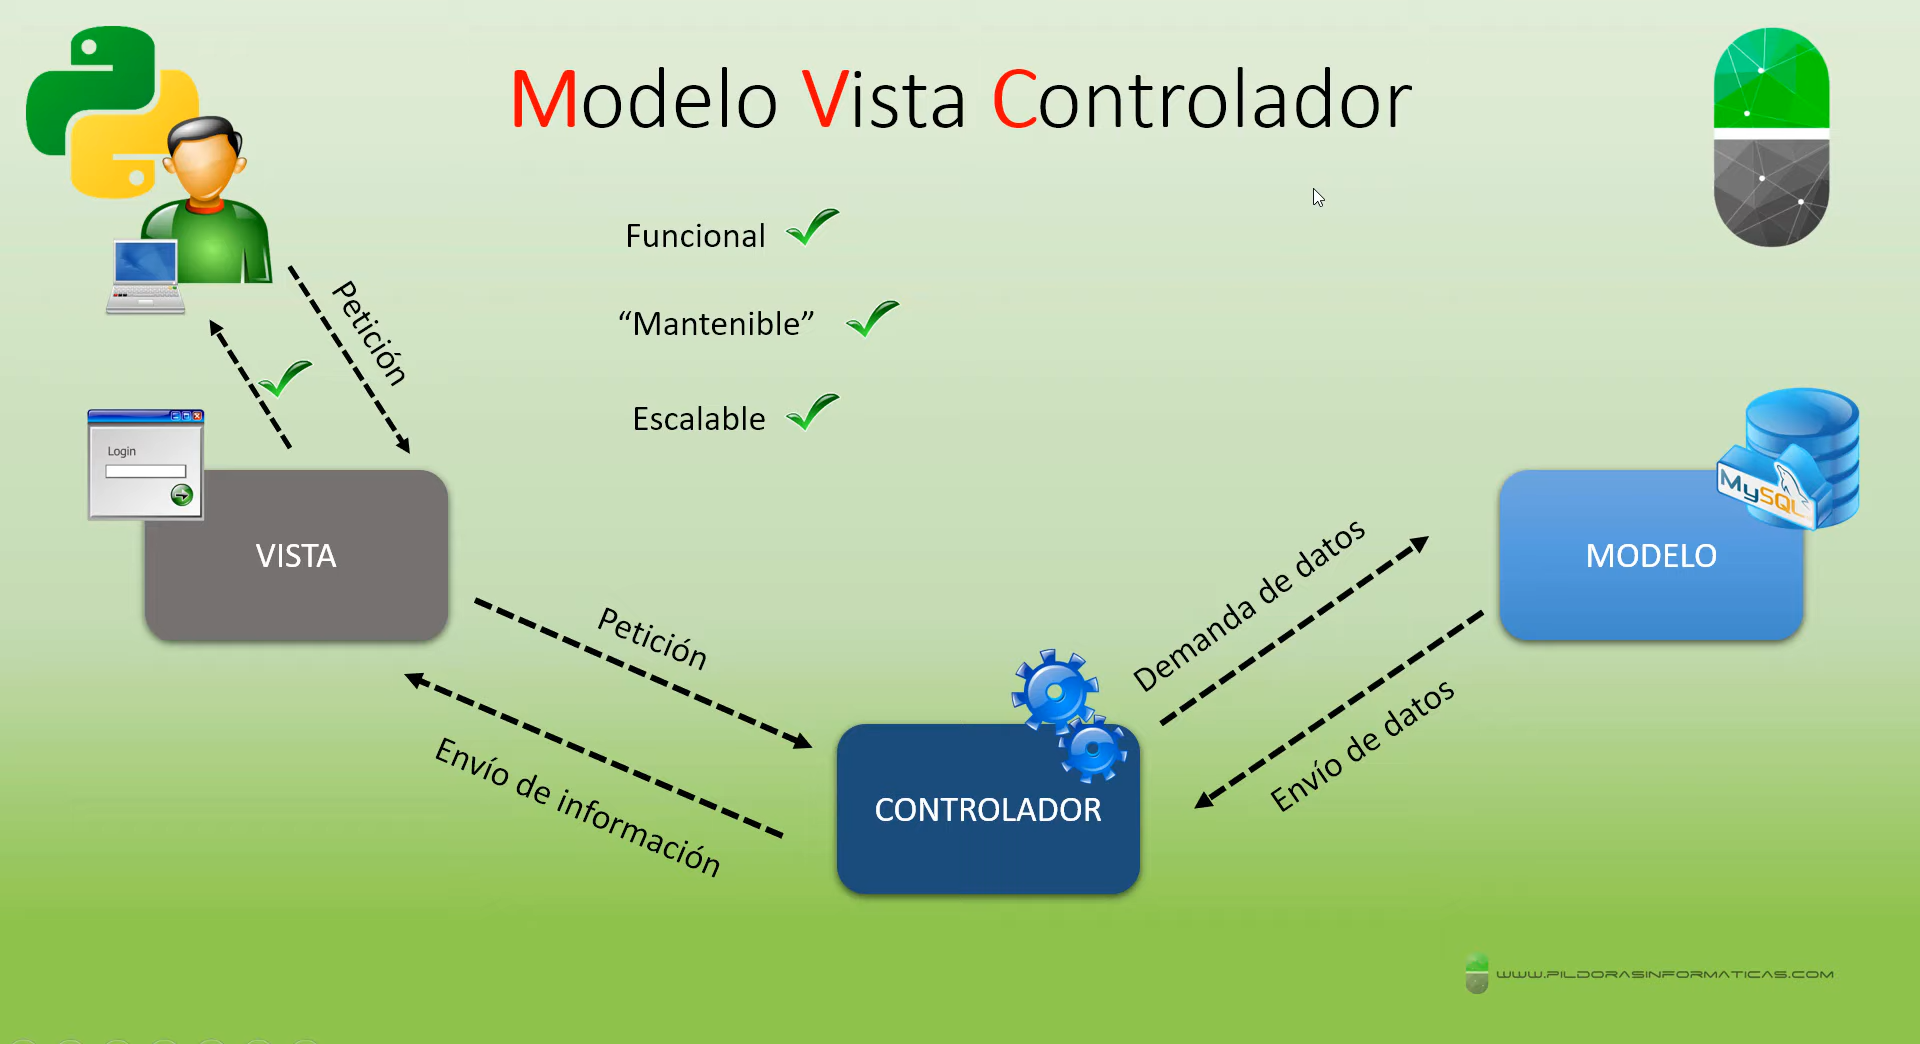 Modelo Vista Controlador
Funcional
“Mantenible”
Escalable
Petición
Login
VISTA
MySQL
MODELO
Petición
Envío de información
Demanda de datos
Envío de datos
CONTROLADOR
WWW.PILDORASINFORMATICAS.COM